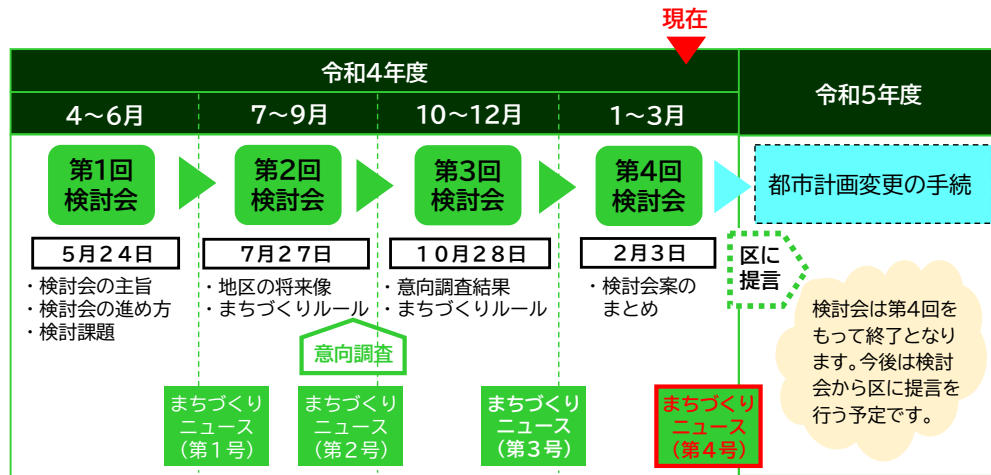 現在
令和4年度
令和5年度
4～6月
7～9月
10～12月
1～3月
第1回
検討会
第2回
検討会
第3回
検討会
第4回
検討会
都市計画変更の手続
5月24日
7月27日
10月28日
2月3日
区に
提言
・検討会の主旨
・検討会の進め方
・検討課題
・地区の将来像
・まちづくりルール
・意向調査結果
・まちづくりルール
・検討会案の
まとめ
意向調査
検討会は第4回を
もって終了となり
ます。今後は検討
会から区に提言を
行う予定です。
まちづくり
ニュース
（第1号）
まちづくり
ニュース
（第2号）
まちづくり
ニュース
（第3号）
まちづくり
ニュース
（第4号）